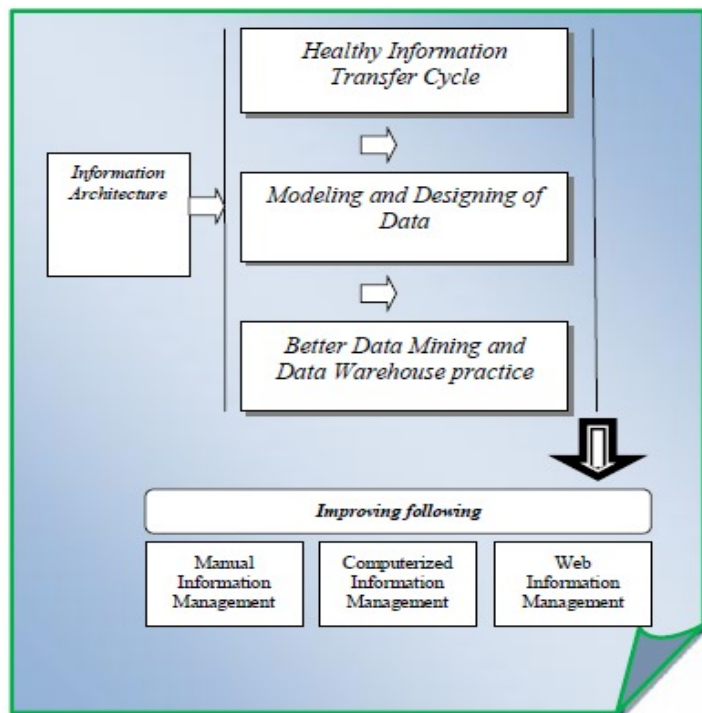 Healthy Information
Transfer Cycle
Information
Architecture
Modeling and Designing of
Data
Better Data Mining and
Data Warehouse practice
Improving following
Manual
Information
Management
Computerized
Information
Management
Web
Information
Management